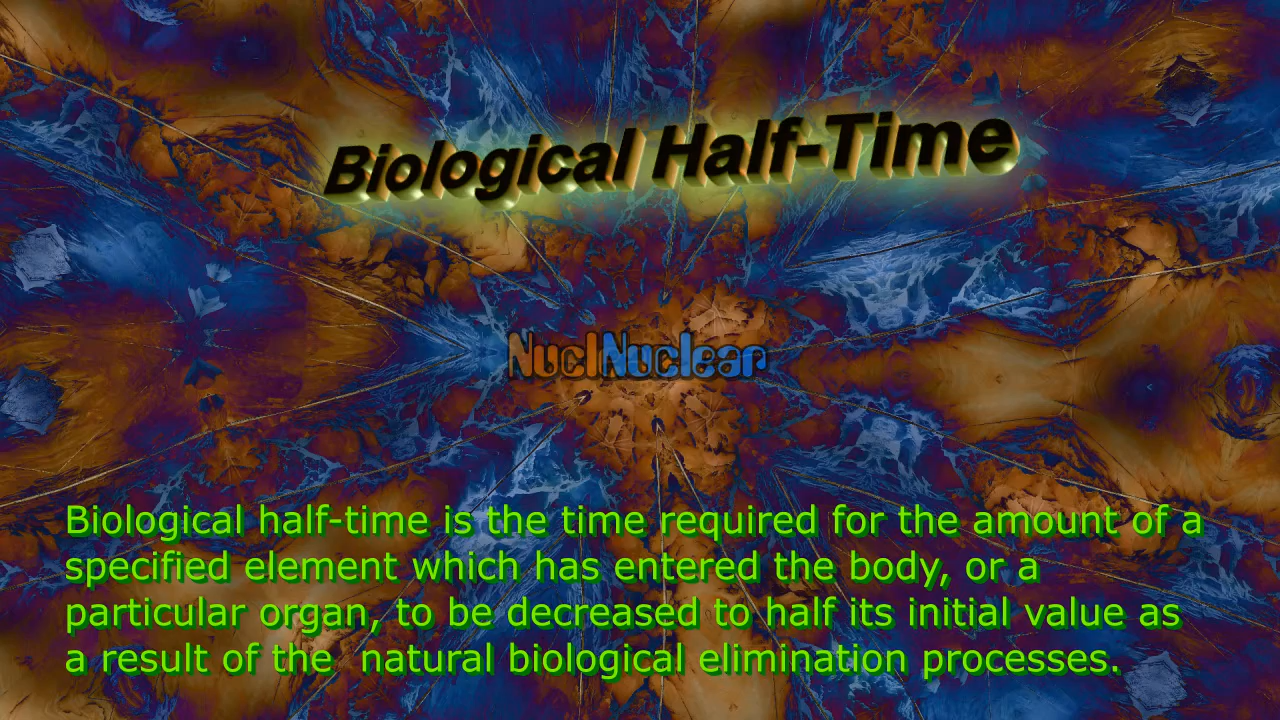 Biological Half-Time
NuclNuclear
Biological half-time is the time required for the amount of a
specified element which has entered the body, or a
particular organ, to be decreased to half its initial value as
a result of the  natural biological elimination processes.